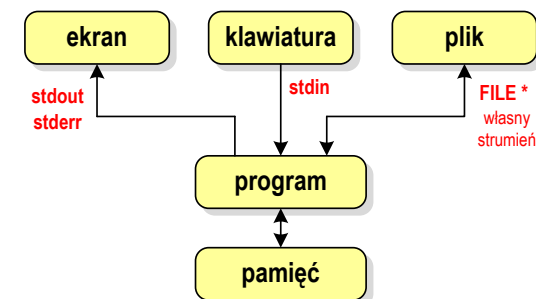 ekran
klawiatura
plik
stdout
stderr
stdin
FILE *
własny
strumień
program
pamięć